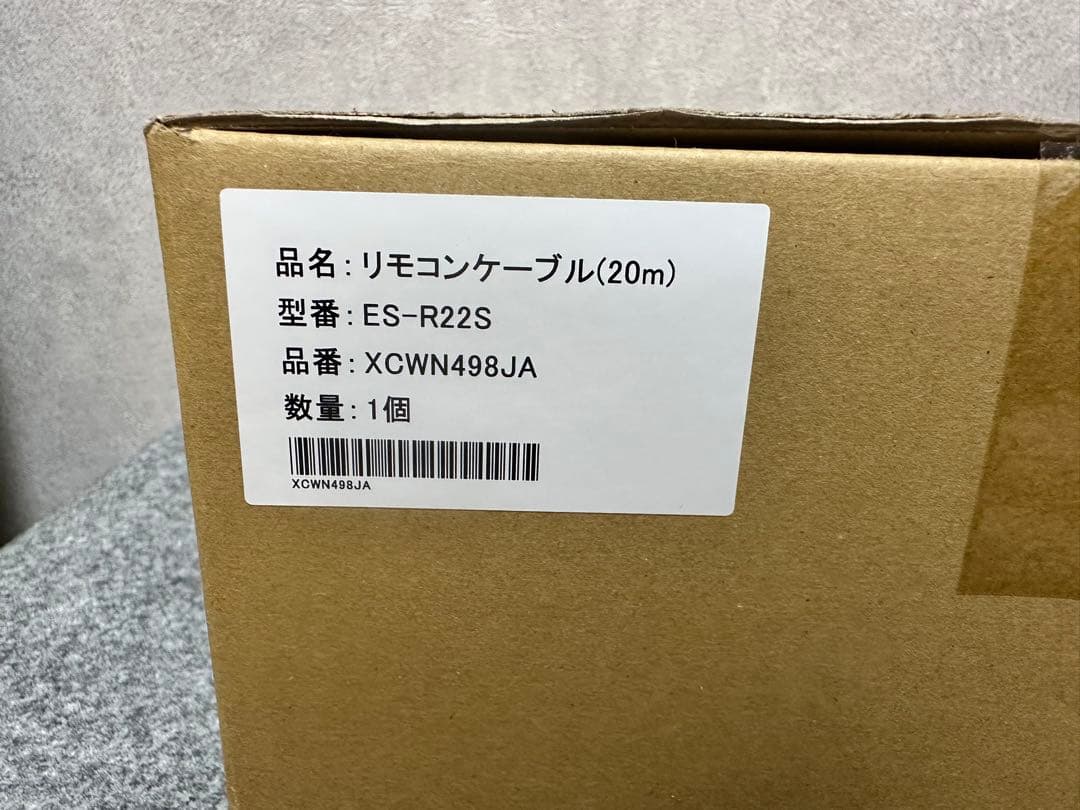 品名：リモコンケーブル(20m)
型番：ES-R22S
品番：XCWN498JA
数量：1個
XCWN498JA